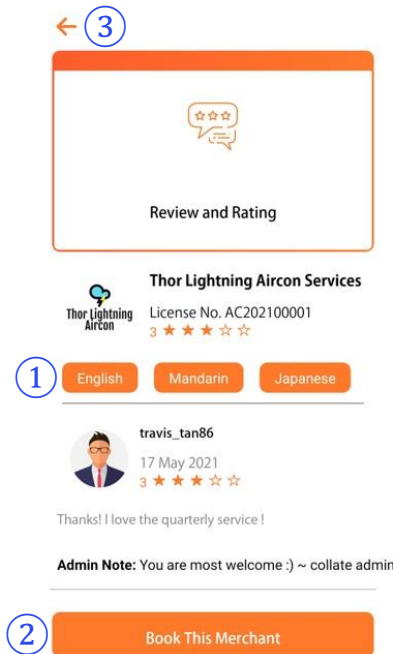 ③
Review and Rating
Thor Lightning Aircon Services
Thor Lightning
Aircon
License No. AC202100001
3 ★ ★ ★ ☆ ☆
① English Mandarin Japanese
travis_tan86
17 May 2021
3 ★ ★ ★ ☆ ☆
Thanks! I love the quarterly service !
Admin Note: You are most welcome :) ~ collate admin
② Book This Merchant